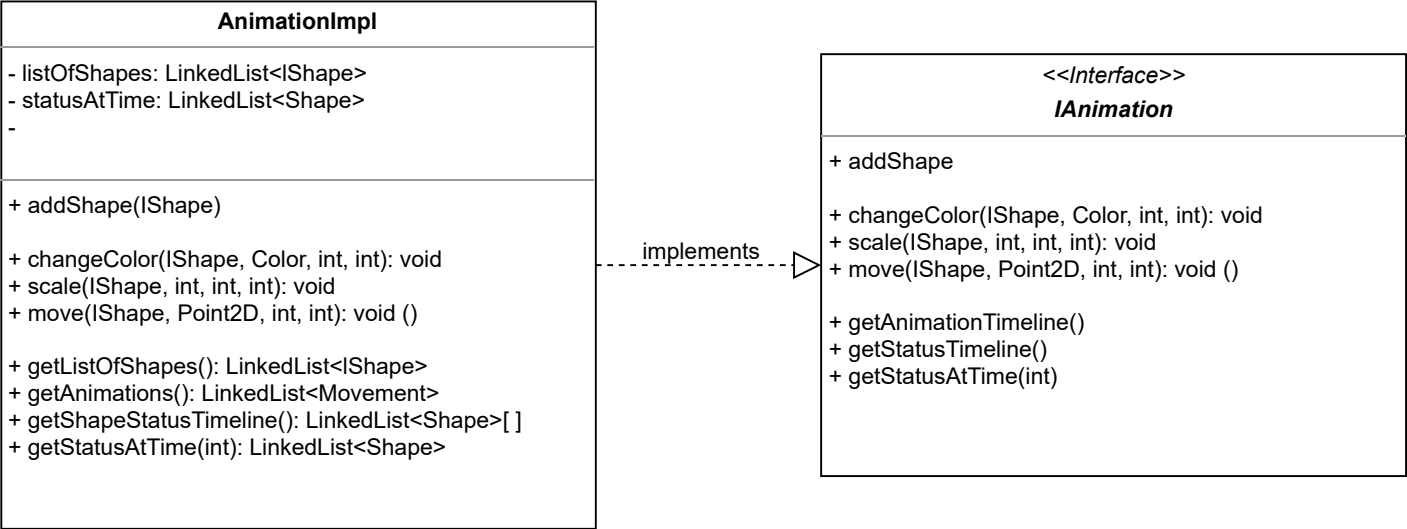 AnimationImpl
- listOfShapes: LinkedList<IShape>
- statusAtTime: LinkedList<Shape>
-
+ addShape(IShape)
+ changeColor(IShape, Color, int, int): void
+ scale(IShape, int, int, int): void
+ move(IShape, Point2D, int, int): void ()
+ getListOfShapes(): LinkedList<IShape>
+ getAnimations(): LinkedList<Movement>
+ getShapeStatusTimeline(): LinkedList<Shape>[ ]
+ getStatusAtTime(int): LinkedList<Shape>
implements
<<Interface>>
IAnimation
+ addShape
+ changeColor(IShape, Color, int, int): void
+ scale(IShape, int, int, int): void
+ move(IShape, Point2D, int, int): void ()
+ getAnimationTimeline()
+ getStatusTimeline()
+ getStatusAtTime(int)